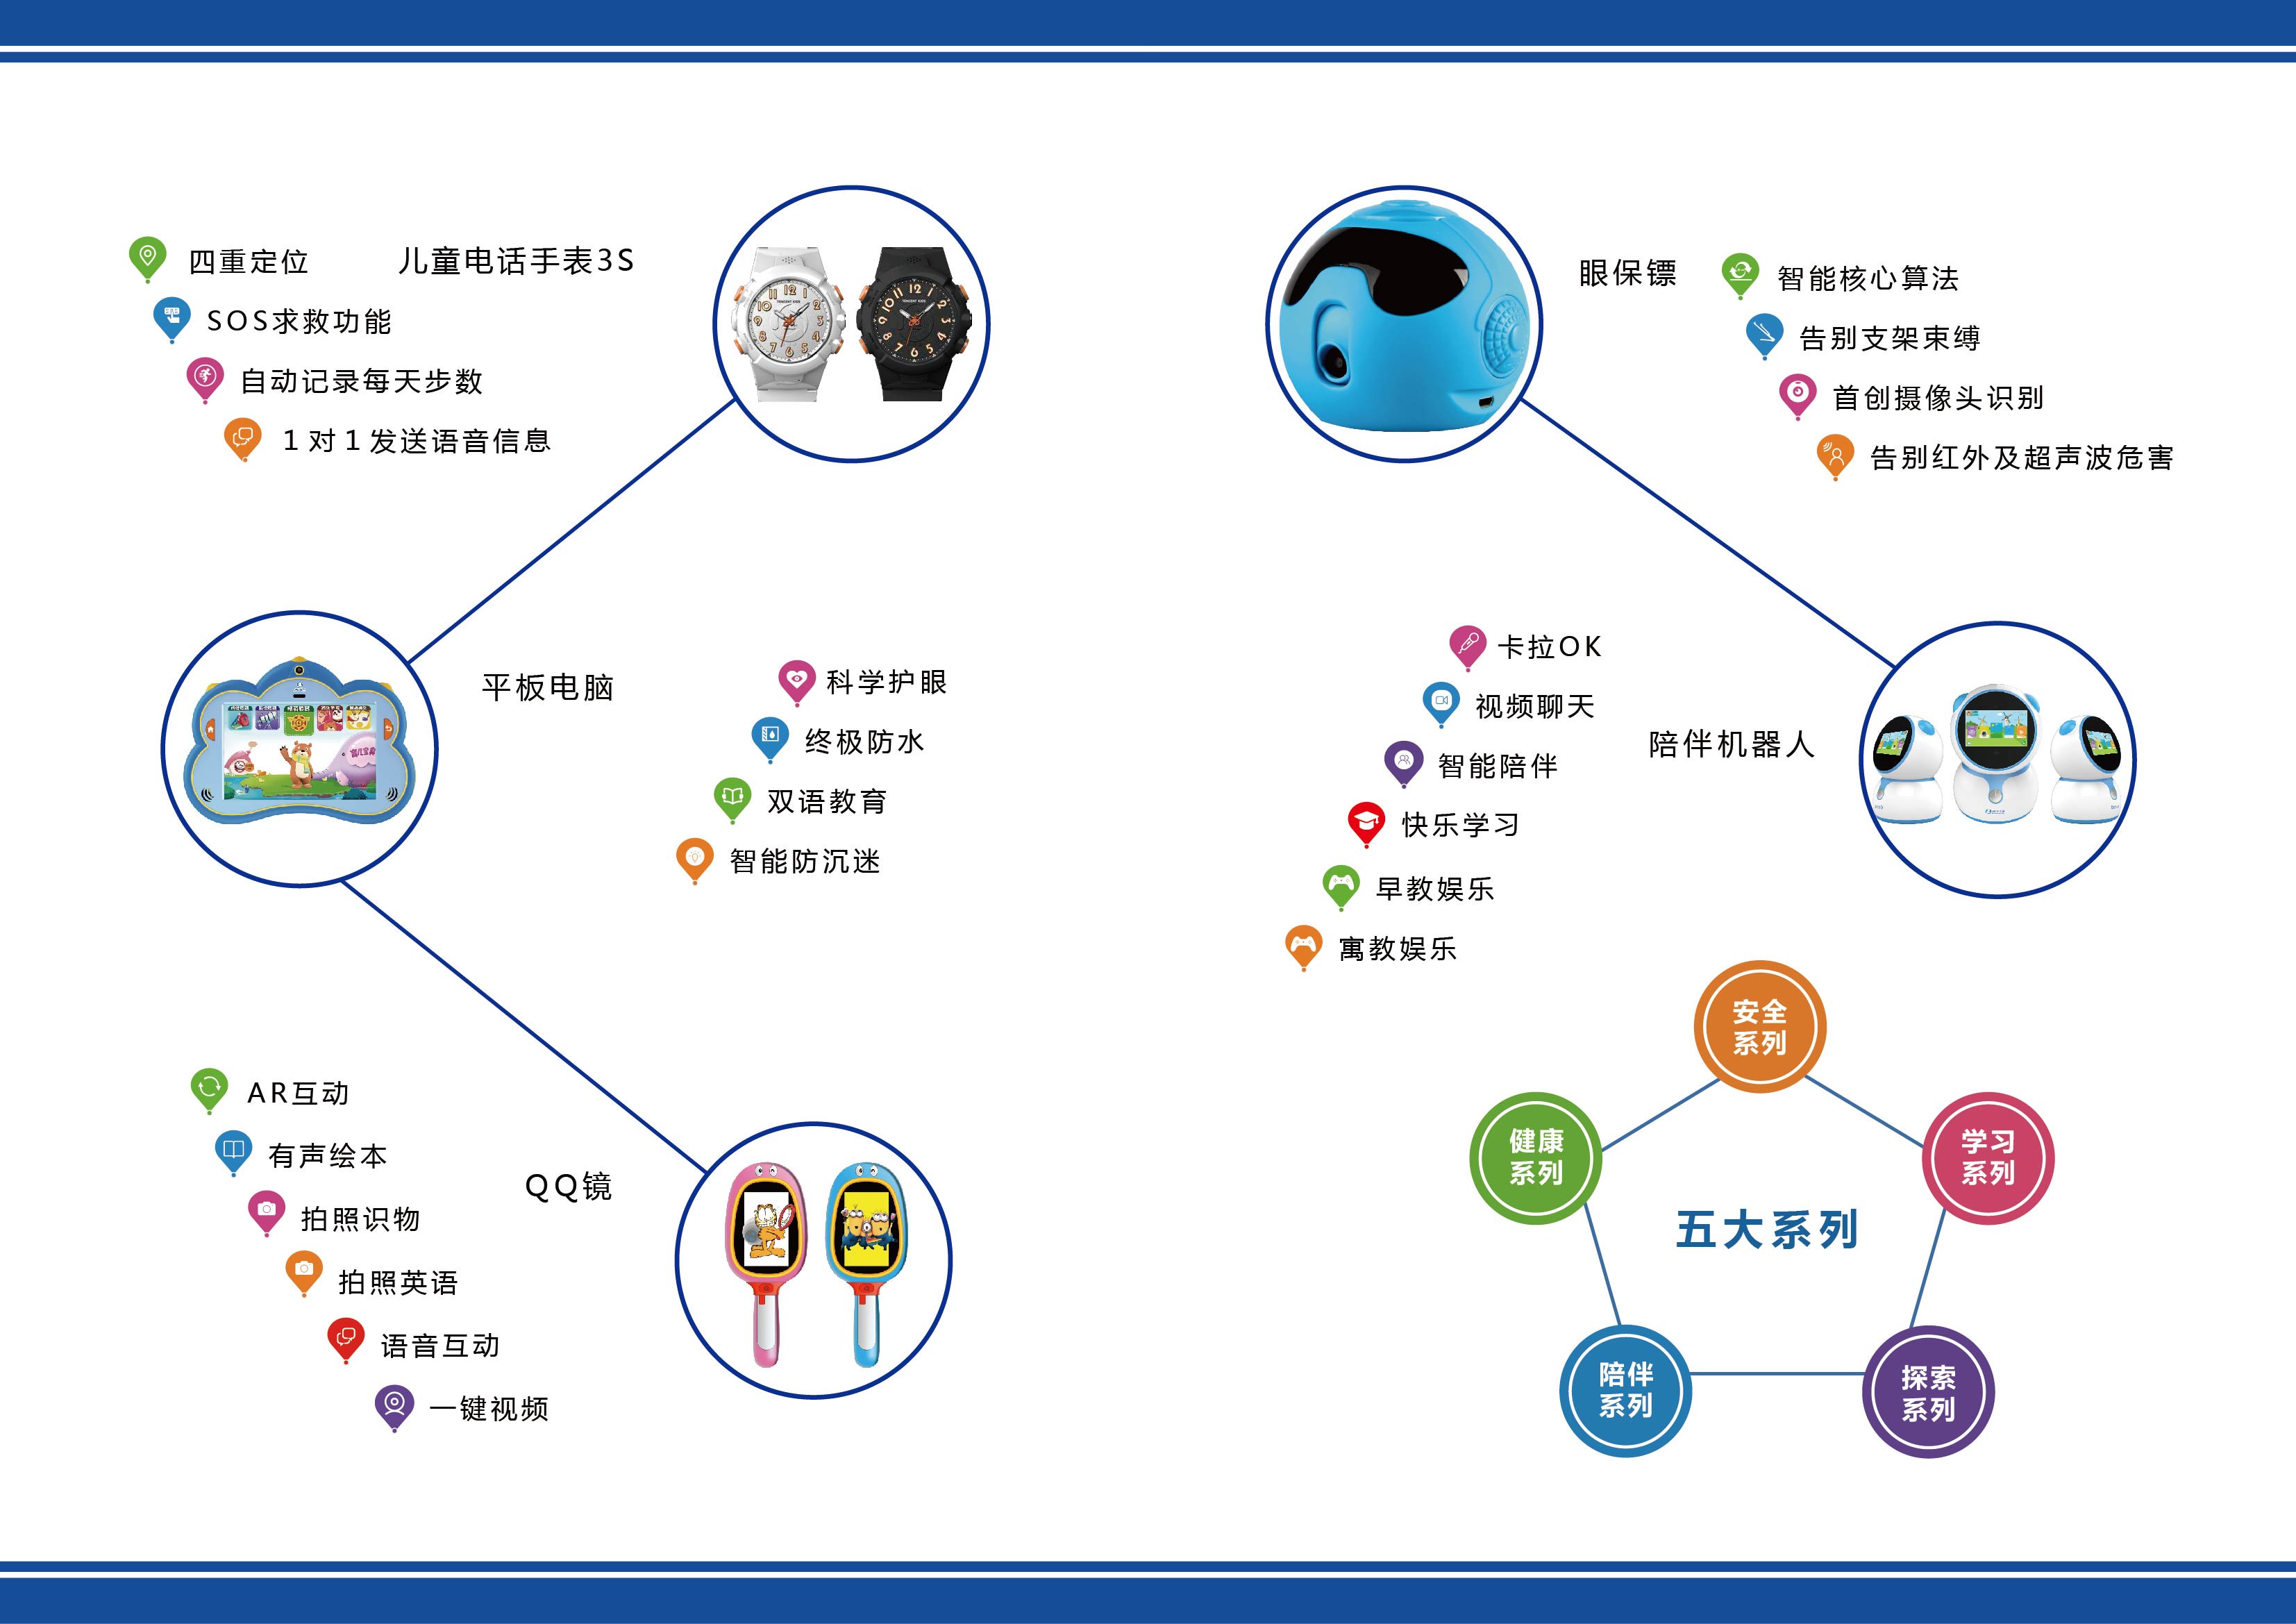 四重定位
儿童电话手表3S
SOS求救功能
自动记录每天步数
1对1发送语音信息
TENCENT KIDS
TENCENT KIDS
平板电脑
科学护眼
终极防水
双语教育
智能防沉迷
AR互动
有声绘本
拍照识物
拍照英语
语音互动
一键视频
QQ镜
眼保镖
智能核心算法
告别支架束缚
首创摄像头识别
告别红外及超声波危害
卡拉OK
视频聊天
智能陪伴
快乐学习
早教娱乐
寓教娱乐
陪伴机器人
安全
系列
健康
系列
学习
系列
五大系列
陪伴
系列
探索
系列